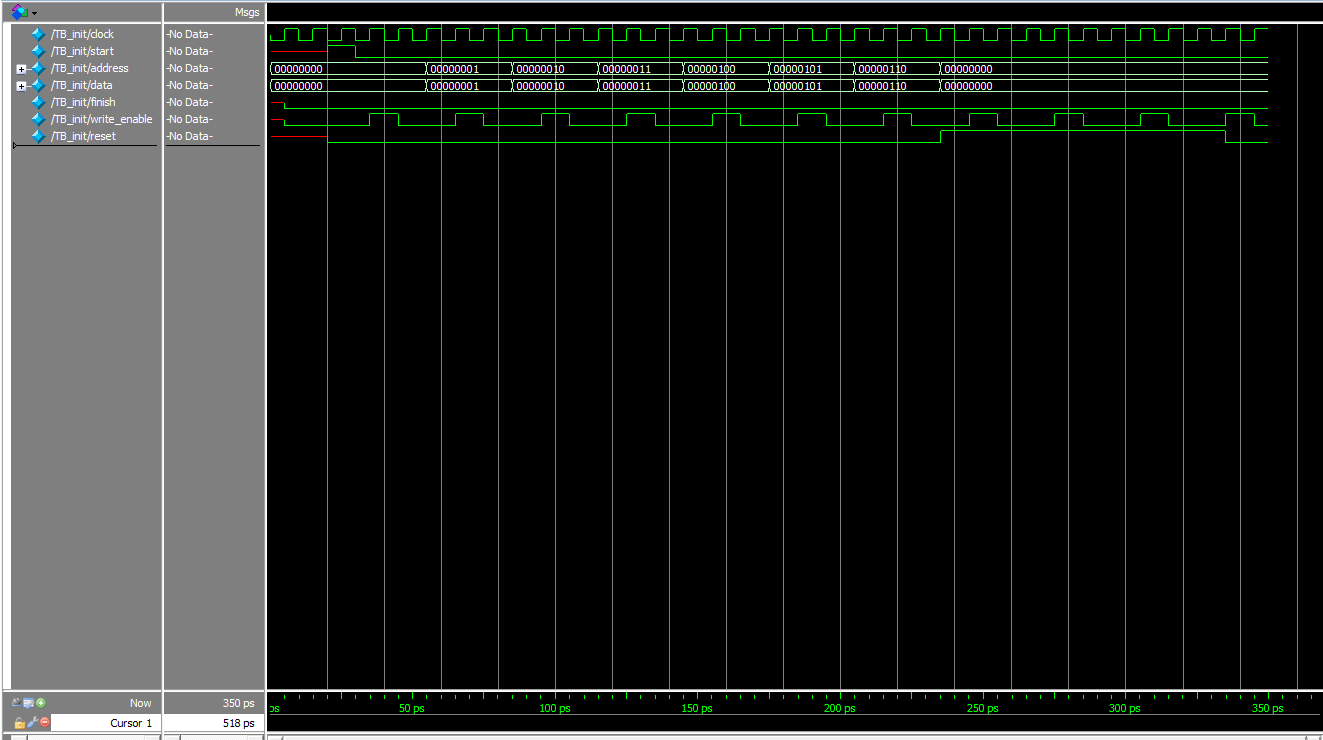 Msgs
/TB_init/clock -No Data-
/TB_init/start -No Data-
/TB_init/address -No Data- 00000000 00000001 00000010 00000011 00000100 00000101 00000110 00000000
/TB_init/data -No Data- 00000000 00000001 00000010 00000011 00000100 00000101 00000110 00000000
/TB_init/finish -No Data-
/TB_init/write_enable -No Data-
/TB_init/reset -No Data-
Now 350 ps ps 50 ps 100 ps 150 ps 200 ps 250 ps 300 ps 350 ps
Cursor 1 518 ps